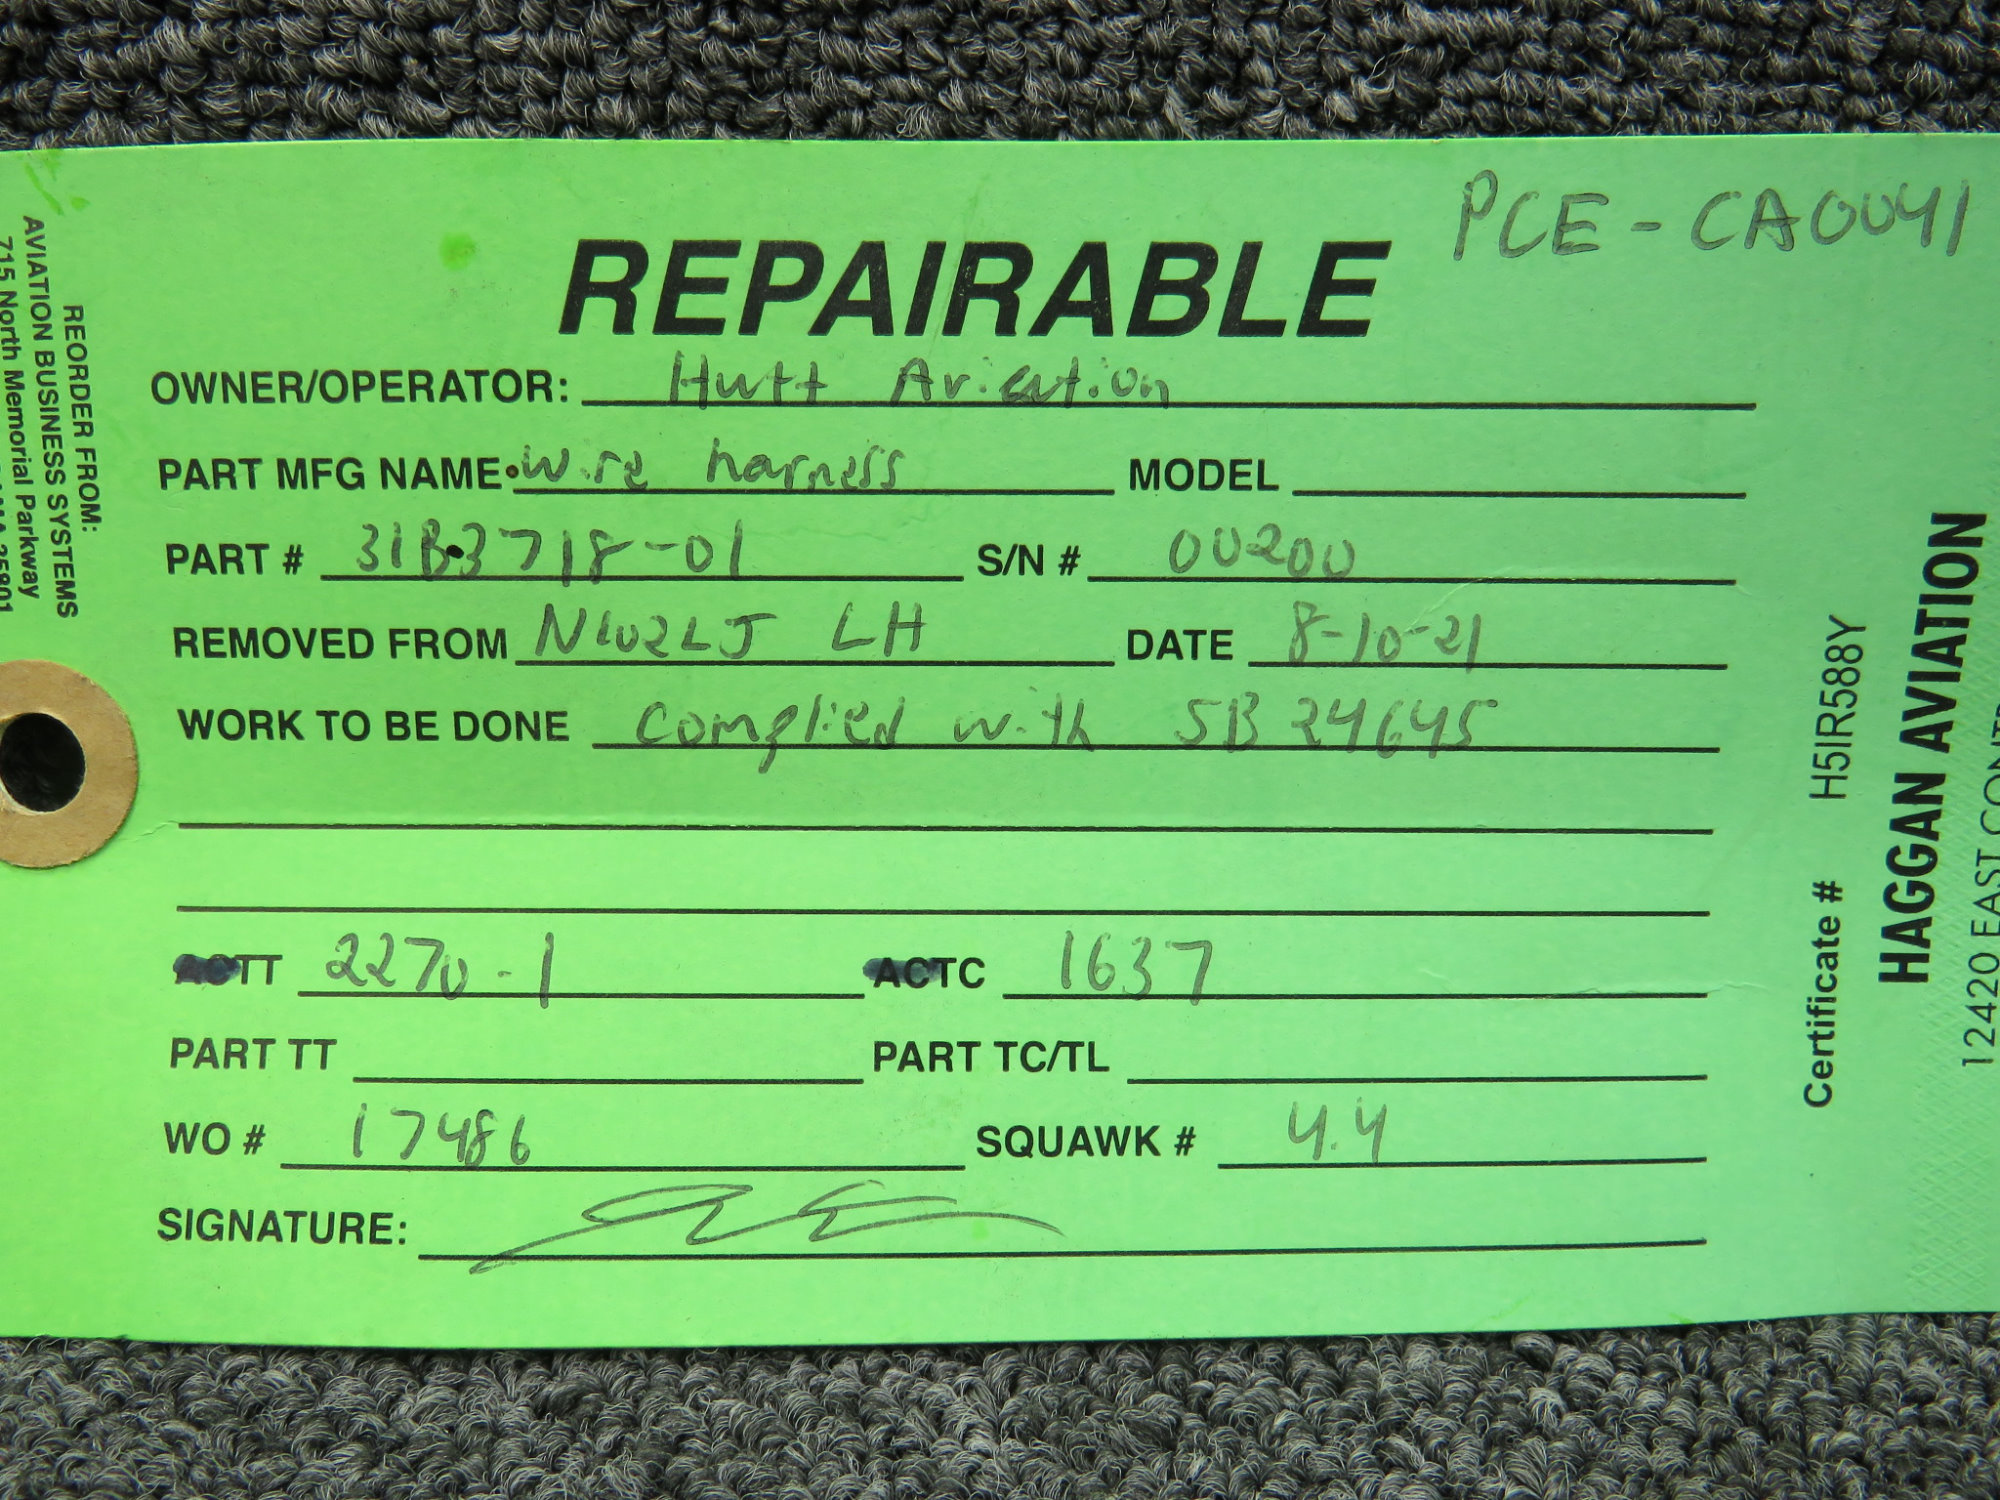 PCE-CA0041
REPAIRABLE
OWNER/OPERATOR: Hutt Aviation
PART MFG NAME wire harness MODEL
PART # 31B3718-01 S/N # 00200
REMOVED FROM N102LJ LH DATE 8-10-21
WORK TO BE DONE complied with SB 24645
TT 2270-1 ACTC 1637
PART TT PART TC/TL
WO # 17486 SQUAWK # 4.4
SIGNATURE:
REORDER FROM:
AVIATION BUSINESS SYSTEMS
715 North Memorial Parkway
Certificate # H5IR588Y
HAGGAN AVIATION
12420 EAST